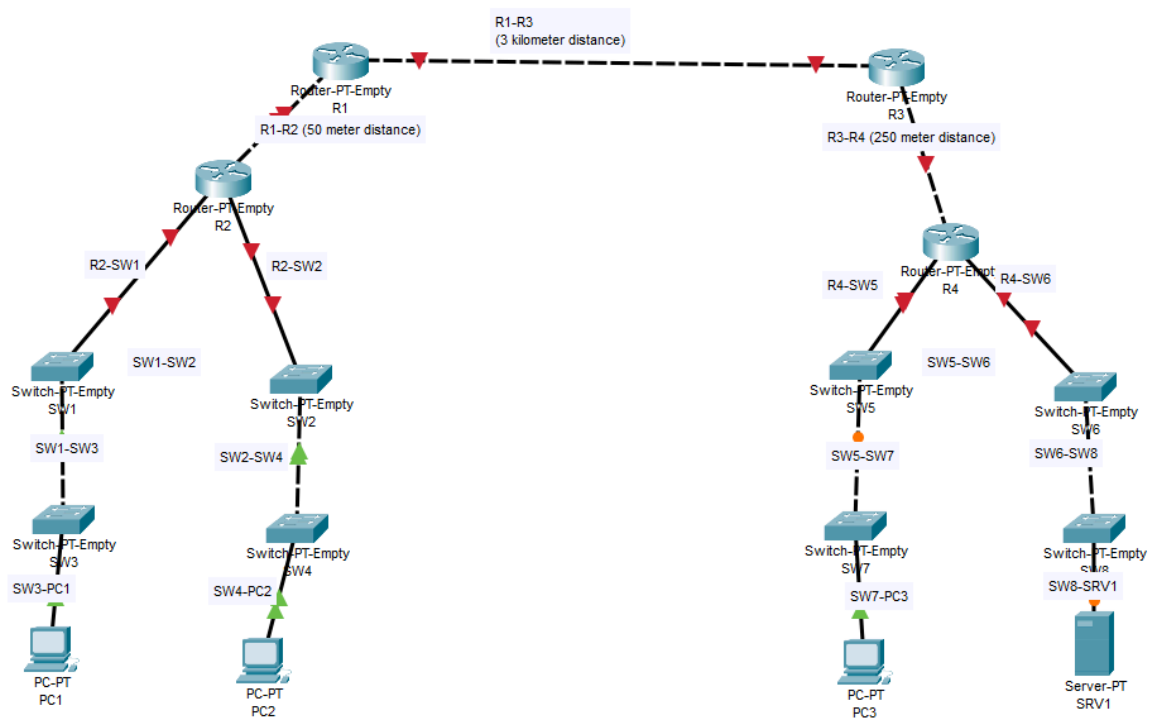 R1-R3
(3 kilometer distance)
Router-PT-Empty
R1
Router-PT-Empty
R3
R1-R2 (50 meter distance)
R3-R4 (250 meter distance)
Router-PT-Empty
R2
Router-PT-Empt
R4
R2-SW1
R2-SW2
R4-SW5
R4-SW6
SW1-SW2
SW5-SW6
Switch-PT-Empty
SW1
Switch-PT-Empty
SW2
Switch-PT-Empty
SW5
Switch-PT-Empty
SW6
SW1-SW3
SW2-SW4
SW5-SW7
SW6-SW8
Switch-PT-Empty
SW3
Switch-PT-Empty
SW4
Switch-PT-Empty
SW7
Switch-PT-Empty
SW8
SW3-PC1
SW4-PC2
SW7-PC3
SW8-SRV1
PC-PT
PC1
PC-PT
PC2
PC-PT
PC3
Server-PT
SRV1